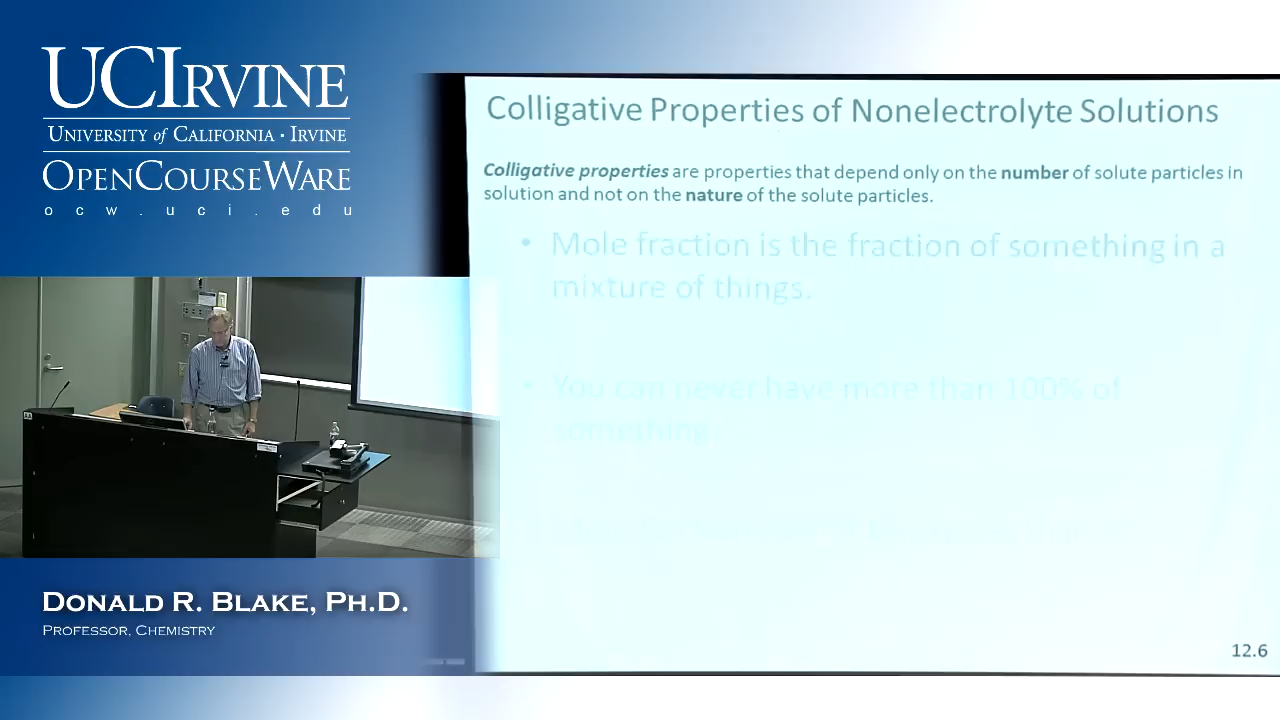 UCIRVINE
UNIVERSITY of CALIFORNIA · IRVINE
OPENCOURSEWARE
ocw.uci.edu
DONALD R. BLAKE, PH.D.
PROFESSOR, CHEMISTRY
Colligative Properties of Nonelectrolyte Solutions
Colligative properties are properties that depend only on the number of solute particles in
solution and not on the nature of the solute particles.
• Mole fraction is the fraction of something in a
mixture of things.
• You can never have more than 100% of
something
12.6